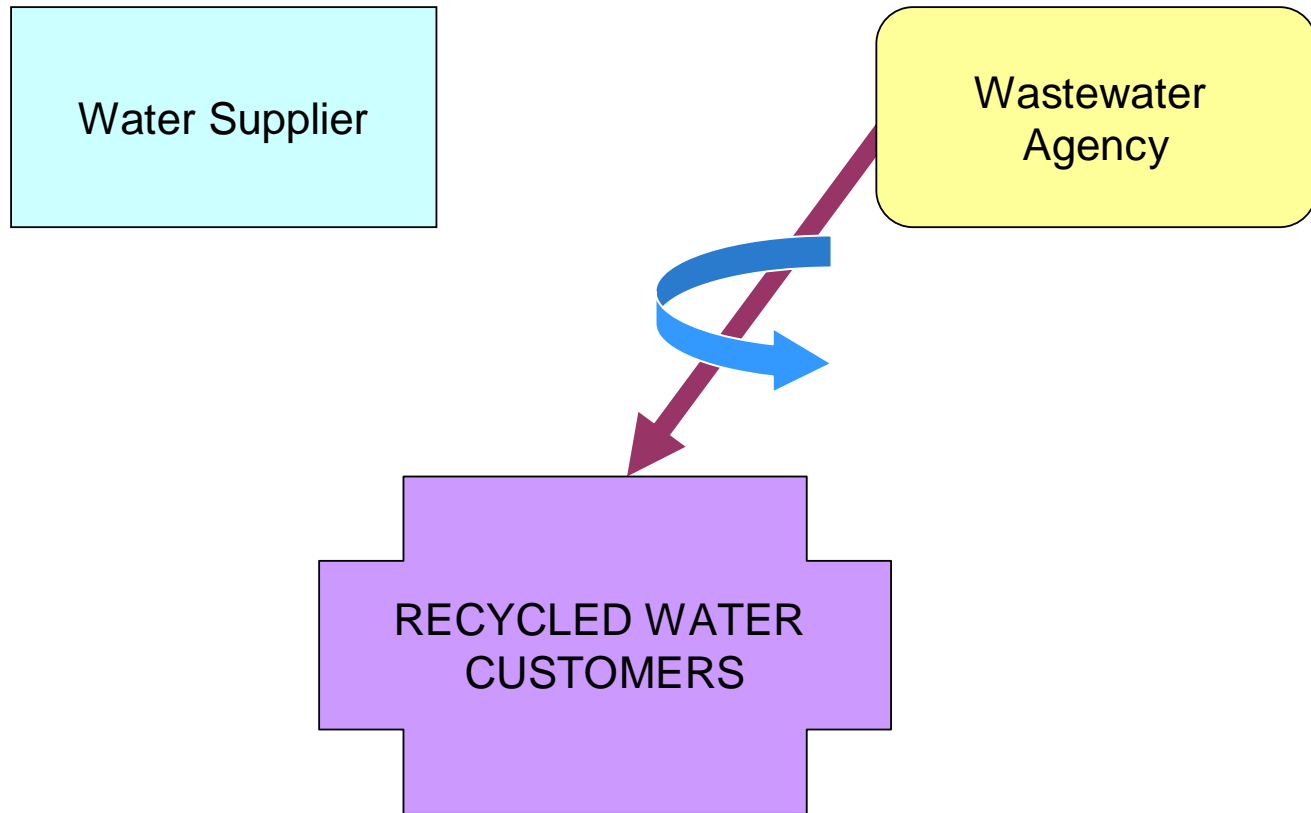 Water Supplier
Wastewater
Agency
RECYCLED WATER
CUSTOMERS